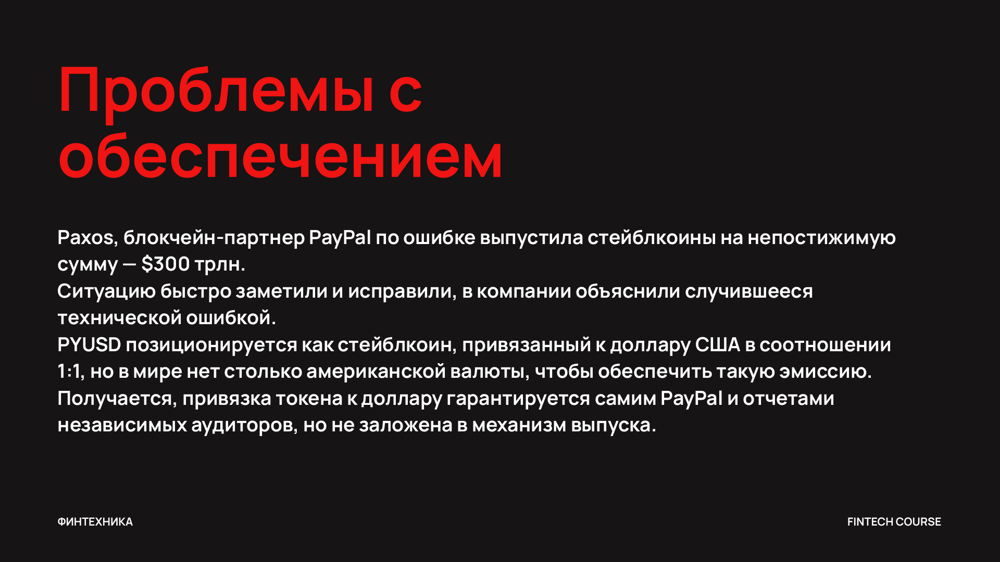 Проблемы с
обеспечением
Paxos, блокчейн-партнер PayPal по ошибке выпустила стейблкоины на непостижимую
сумму — $300 трлн.
Ситуацию быстро заметили и исправили, в компании объяснили случившееся
технической ошибкой.
PYUSD позиционируется как стейблкоин, привязанный к доллару США в соотношении
1:1, но в мире нет столько американской валюты, чтобы обеспечить такую эмиссию.
Получается, привязка токена к доллару гарантируется самим PayPal и отчетами
независимых аудиторов, но не заложена в механизм выпуска.
ФИНТЕХНИКА
FINTECH COURSE